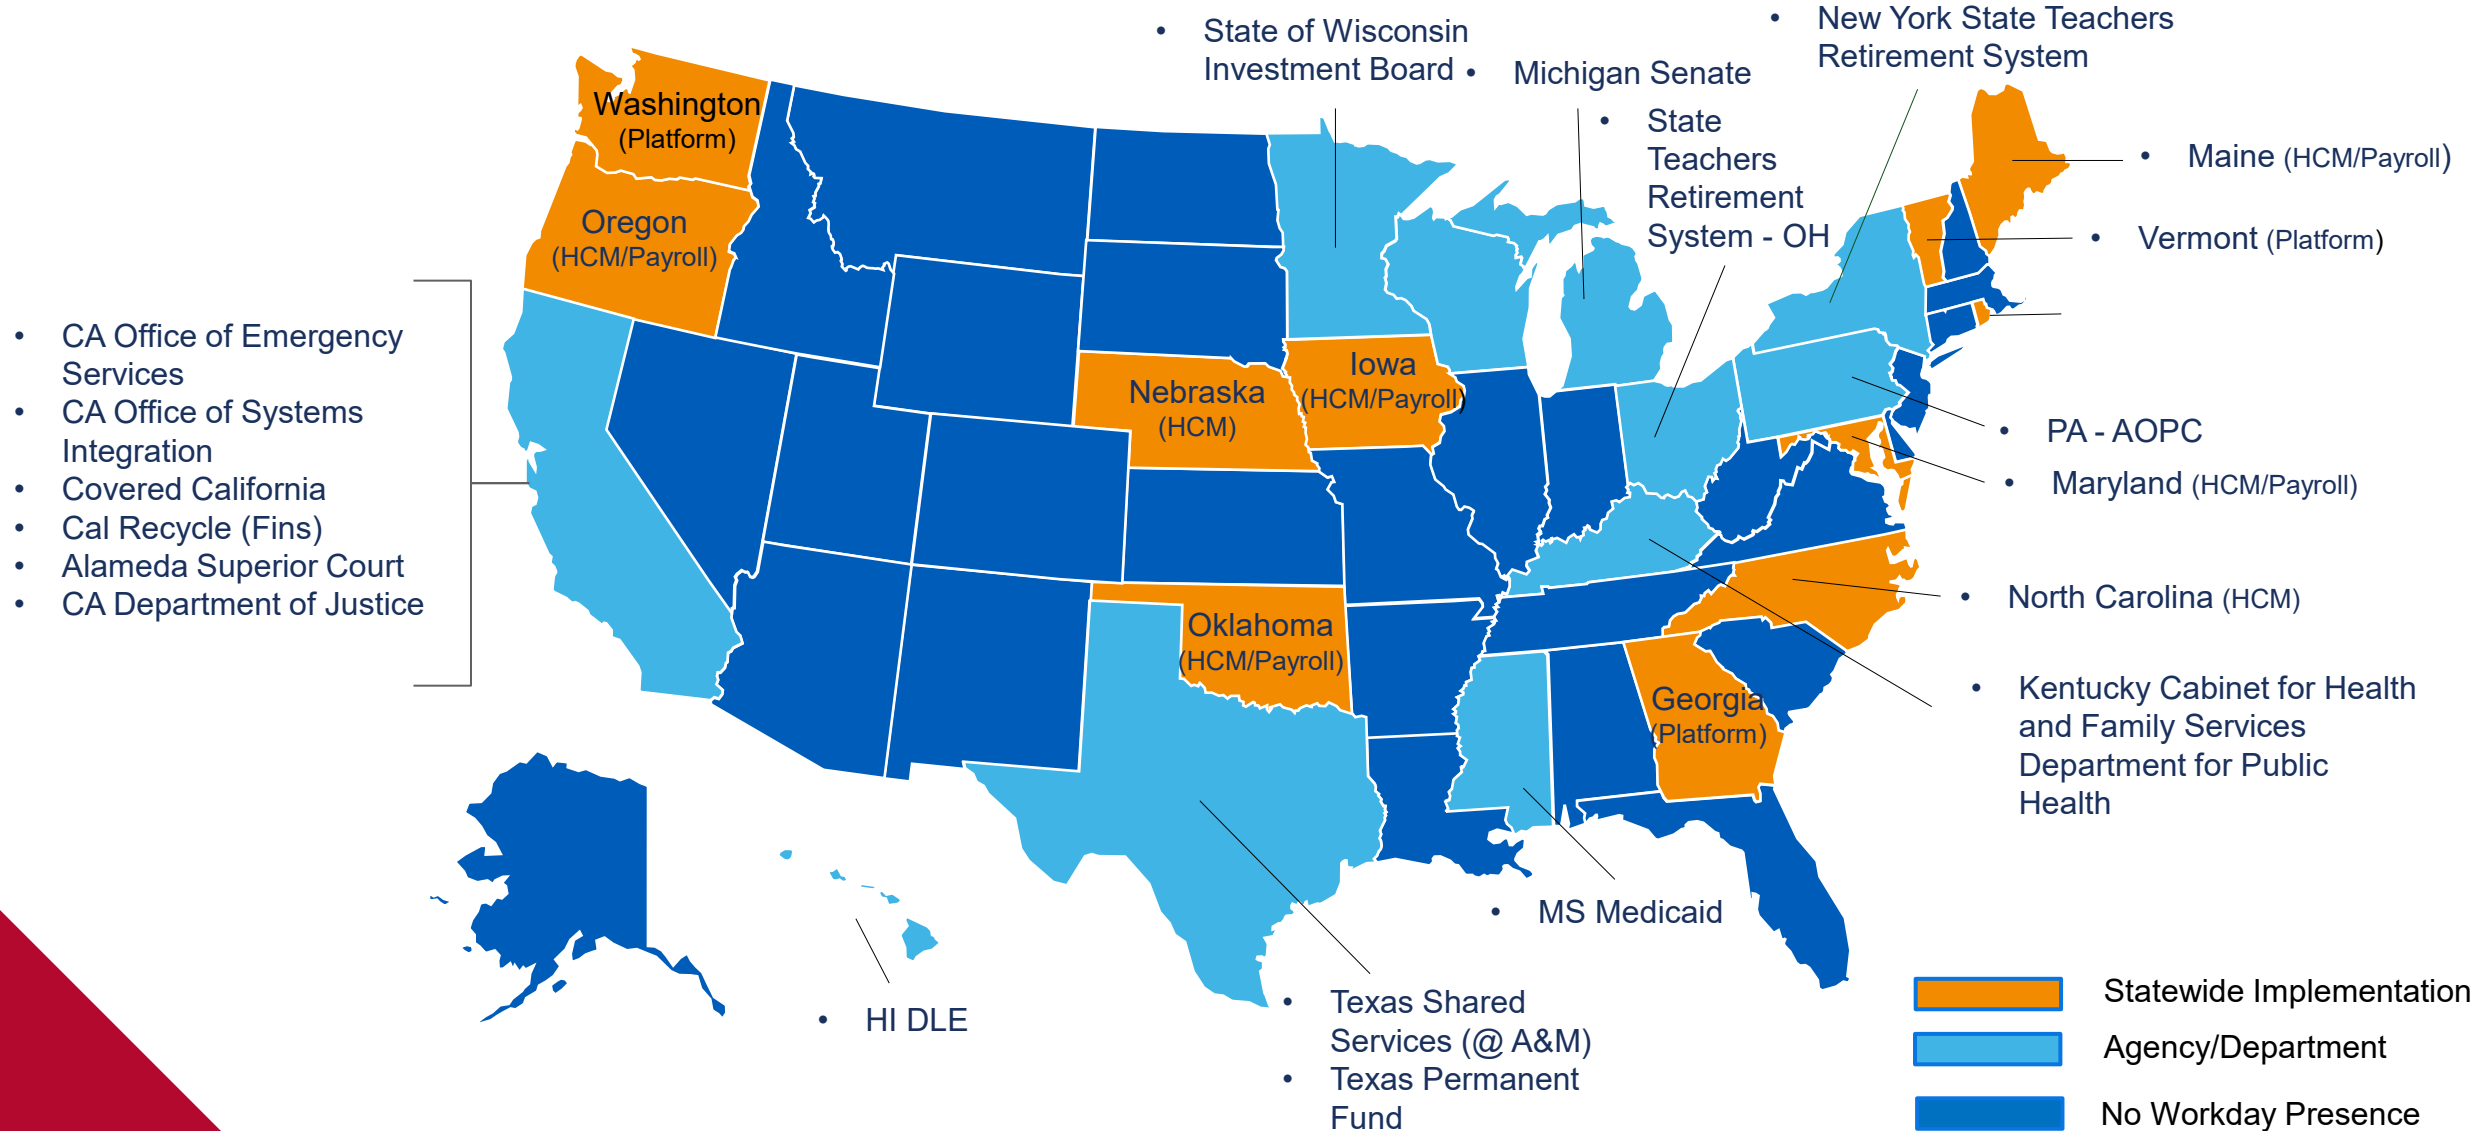 • State of Wisconsin
Investment Board
• Michigan Senate
• New York State Teachers
Retirement System
• State
Teachers
Retirement
System - OH
Washington
(Platform)
Oregon
(HCM/Payroll)
• Maine (HCM/Payroll)
• Vermont (Platform)
• CA Office of Emergency
Services
• CA Office of Systems
Integration
• Covered California
• Cal Recycle (Fins)
• Alameda Superior Court
• CA Department of Justice
Nebraska
(HCM)
Iowa
(HCM/Payroll)
• PA - AOPC
• Maryland (HCM/Payroll)
• North Carolina (HCM)
Oklahoma
(HCM/Payroll)
Georgia
(Platform)
• Kentucky Cabinet for Health
and Family Services
Department for Public
Health
• MS Medicaid
• HI DLE
• Texas Shared
Services (@ A&M)
• Texas Permanent
Fund
Statewide Implementation
Agency/Department
No Workday Presence